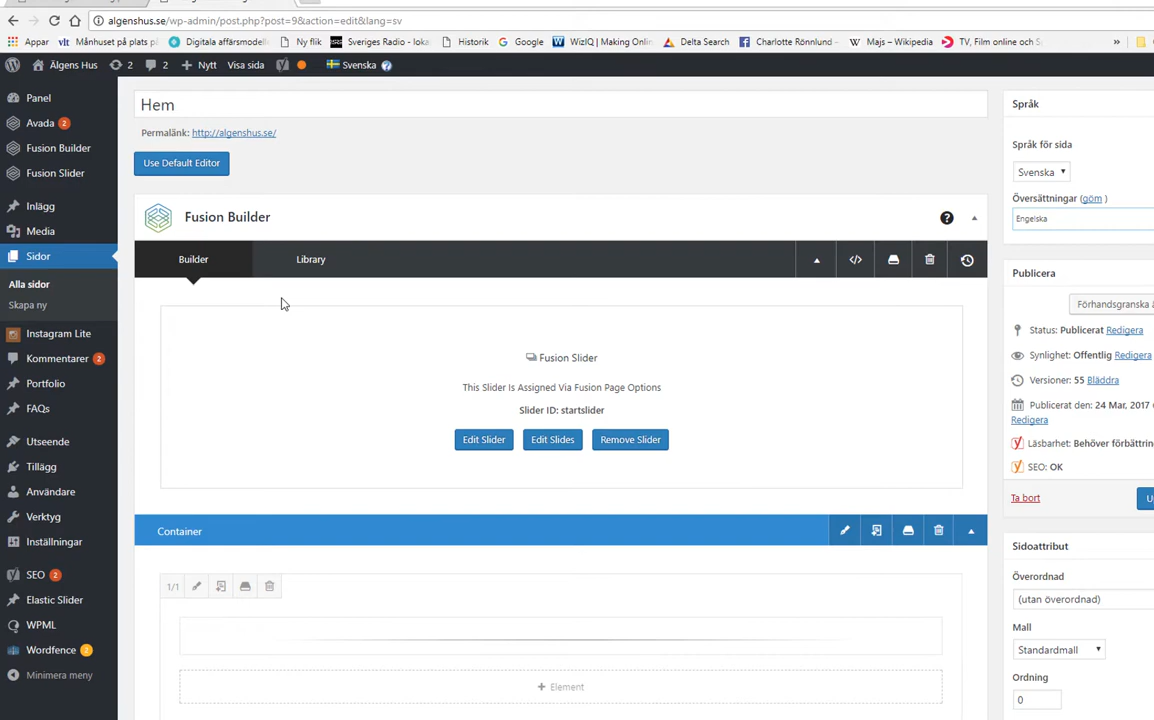 algenshus.se/wp-admin/post.php?post=9&action=edit&lang=sv
Appar
Månhuset på plats p
Digitala affärsmodelle
Ny flik
Sveriges Radio - loka
Historik
Google
WizIQ | Making Onlin
Delta Search
Charlotte Rönnlund
Majs – Wikipedia
TV, Film online och S
»
Älgens Hus
2
2
Nytt
Visa sida
Svenska
Panel
Avada 2
Fusion Builder
Fusion Slider
Inlägg
Media
Sidor
Alla sidor
Skapa ny
Instagram Lite
Kommentarer 2
Portfolio
FAQs
Utseende
Tillägg
Användare
Verktyg
Inställningar
SEO 2
Elastic Slider
WPML
Wordfence 2
Minimera meny
Hem
Permalänk: http://algenshus.se/
Use Default Editor
Fusion Builder
Builder
Library
Fusion Slider
This Slider Is Assigned Via Fusion Page Options
Slider ID: startslider
Edit Slider
Edit Slides
Remove Slider
Container
1/1
+ Element
Språk
Språk för sida
Svenska
Översättningar (göm )
Engelska
Publicera
Förhandsgranska
Status: Publicerat Redigera
Synlighet: Offentlig Redigera
Versioner: 55 Bläddra
Publicerat den: 24 Mar, 2017
Redigera
Läsbarhet: Behöver förbättrin
SEO: OK
Ta bort
U
Sidoattribut
Överordnad
(utan överordnad)
Mall
Standardmall
Ordning
0